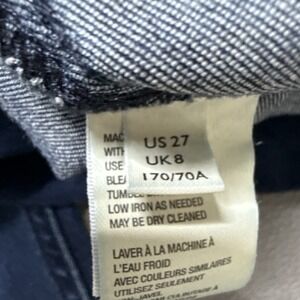 US 27
UK 8
170/70A
MAC
WITH
USE
BLEA
TUMBLE
LOW IRON AS NEEDED
MAY BE DRY CLEANED
LAVER À LA MACHINE À
L'EAU FROID
AVEC COULEURS SIMILAIRES
UTILISEZ SEULEMENT